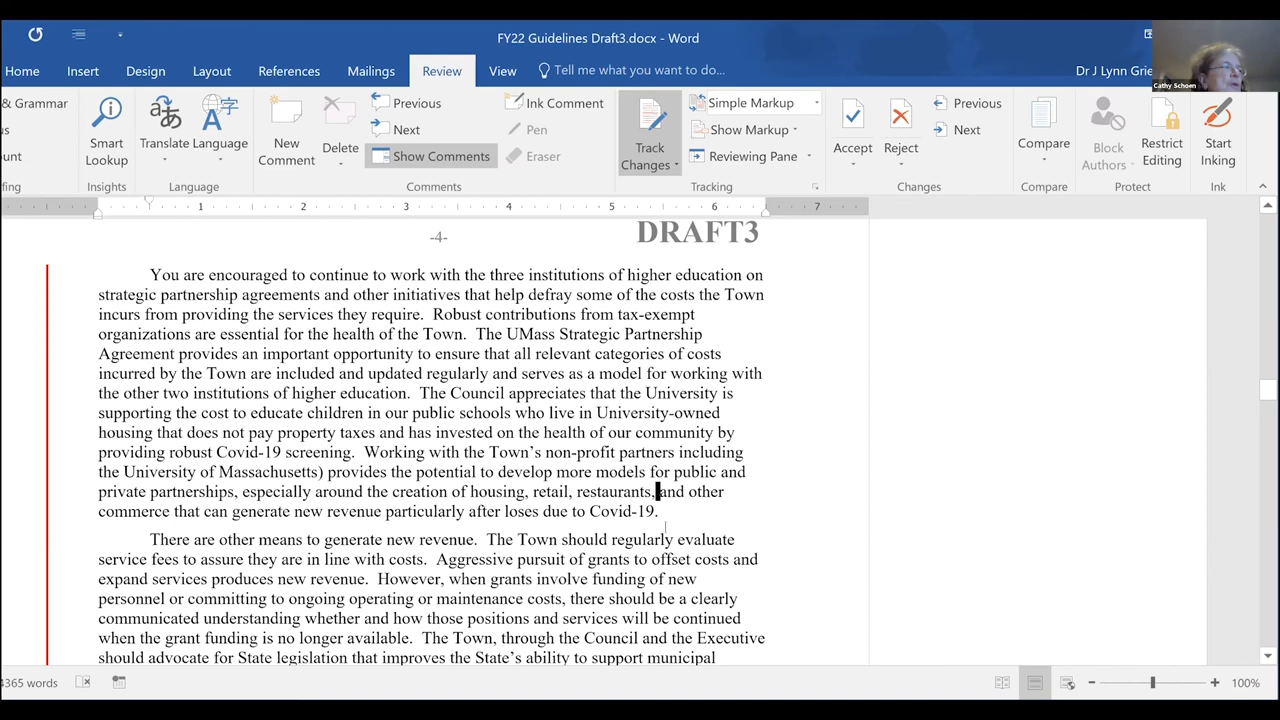 FY22 Guidelines Draft3.docx - Word
Cathy Schoen
Home Insert Design Layout References Mailings Review View Tell me what you want to do... Dr J Lynn Grie
& Grammar
Smart Lookup
Insights
Translate Language
Language
New Comment
Delete
Previous
Next
Show Comments
Comments
Ink Comment
Pen
Eraser
Track Changes
Simple Markup
Show Markup
Reviewing Pane
Tracking
Accept
Reject
Previous
Next
Changes
Compare
Compare
Block Authors
Restrict Editing
Protect
Start Inking
Ink
1 2 3 4 5 6 7
-4- DRAFT3
You are encouraged to continue to work with the three institutions of higher education on
strategic partnership agreements and other initiatives that help defray some of the costs the Town
incurs from providing the services they require. Robust contributions from tax-exempt
organizations are essential for the health of the Town. The UMass Strategic Partnership
Agreement provides an important opportunity to ensure that all relevant categories of costs
incurred by the Town are included and updated regularly and serves as a model for working with
the other two institutions of higher education. The Council appreciates that the University is
supporting the cost to educate children in our public schools who live in University-owned
housing that does not pay property taxes and has invested on the health of our community by
providing robust Covid-19 screening. Working with the Town's non-profit partners including
the University of Massachusetts) provides the potential to develop more models for public and
private partnerships, especially around the creation of housing, retail, restaurants, and other
commerce that can generate new revenue particularly after loses due to Covid-19.
There are other means to generate new revenue. The Town should regularly evaluate
service fees to assure they are in line with costs. Aggressive pursuit of grants to offset costs and
expand services produces new revenue. However, when grants involve funding of new
personnel or committing to ongoing operating or maintenance costs, there should be a clearly
communicated understanding whether and how those positions and services will be continued
when the grant funding is no longer available. The Town, through the Council and the Executive
should advocate for State legislation that improves the State's ability to support municipal
4365 words 100%